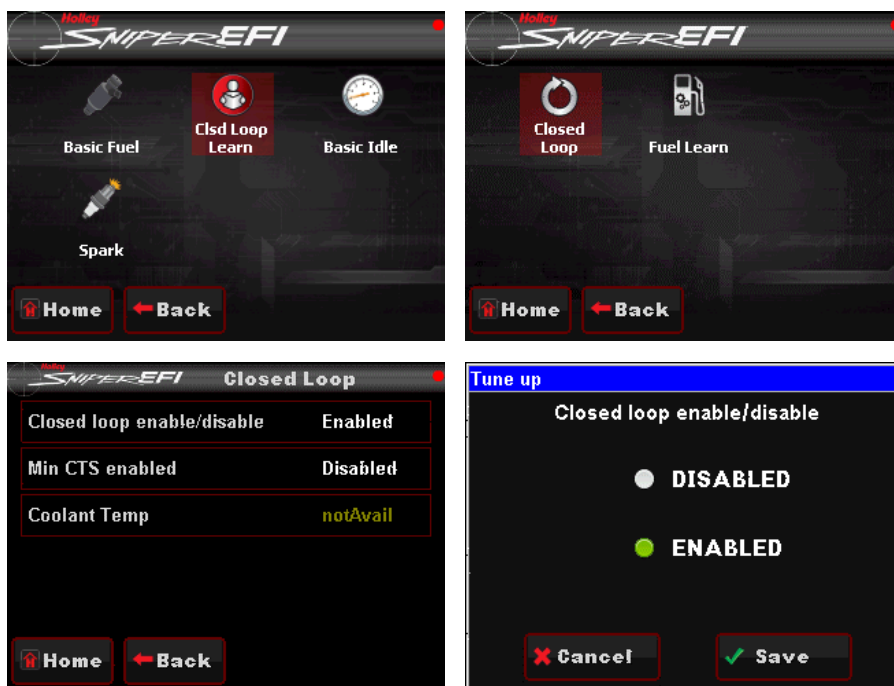 Holley
SNIPER EFI
Basic Fuel
Clsd Loop
Learn
Basic Idle
Spark
Home
Back
Holley
SNIPER EFI
Closed
Loop
Fuel Learn
Home
Back
Holley
SNIPER EFI Closed Loop
Closed loop enable/disable Enabled
Min CTS enabled Disabled
Coolant Temp notAvail
Home
Back
Tune up
Closed loop enable/disable
DISABLED
ENABLED
Cancel
Save